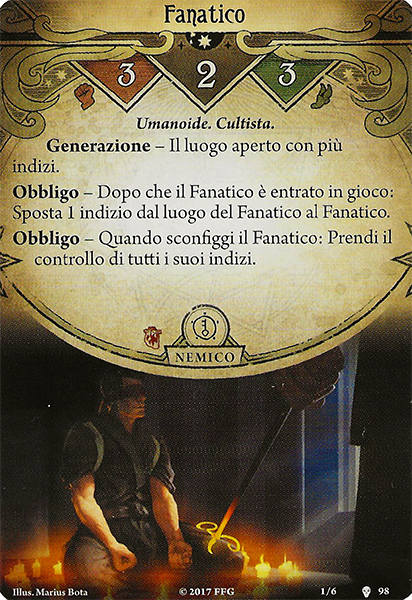 Fanatico
3 2 3
Umanoide. Cultista.
Generazione – Il luogo aperto con più
indizi.
Obbligo – Dopo che il Fanatico è entrato in gioco:
Sposta 1 indizio dal luogo del Fanatico al Fanatico.
Obbligo – Quando sconfiggi il Fanatico: Prendi il
controllo di tutti i suoi indizi.
NEMICO
Illus. Marius Bota © 2017 FFG 1/6 98